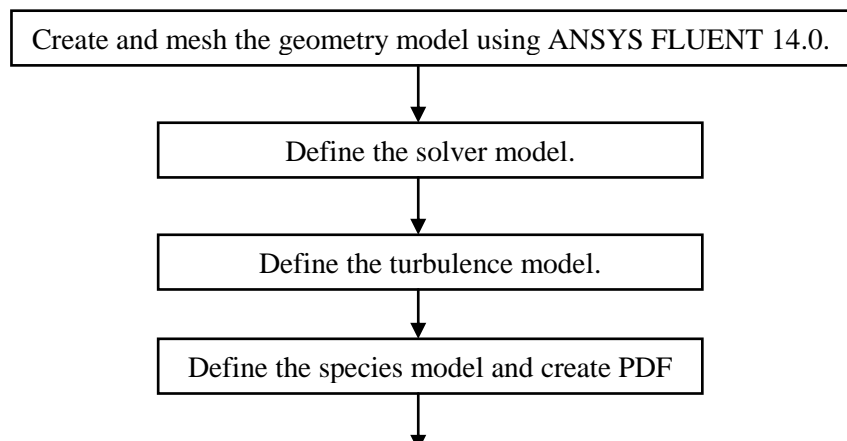 Create and mesh the geometry model using ANSYS FLUENT 14.0.
Define the solver model.
Define the turbulence model.
Define the species model and create PDF